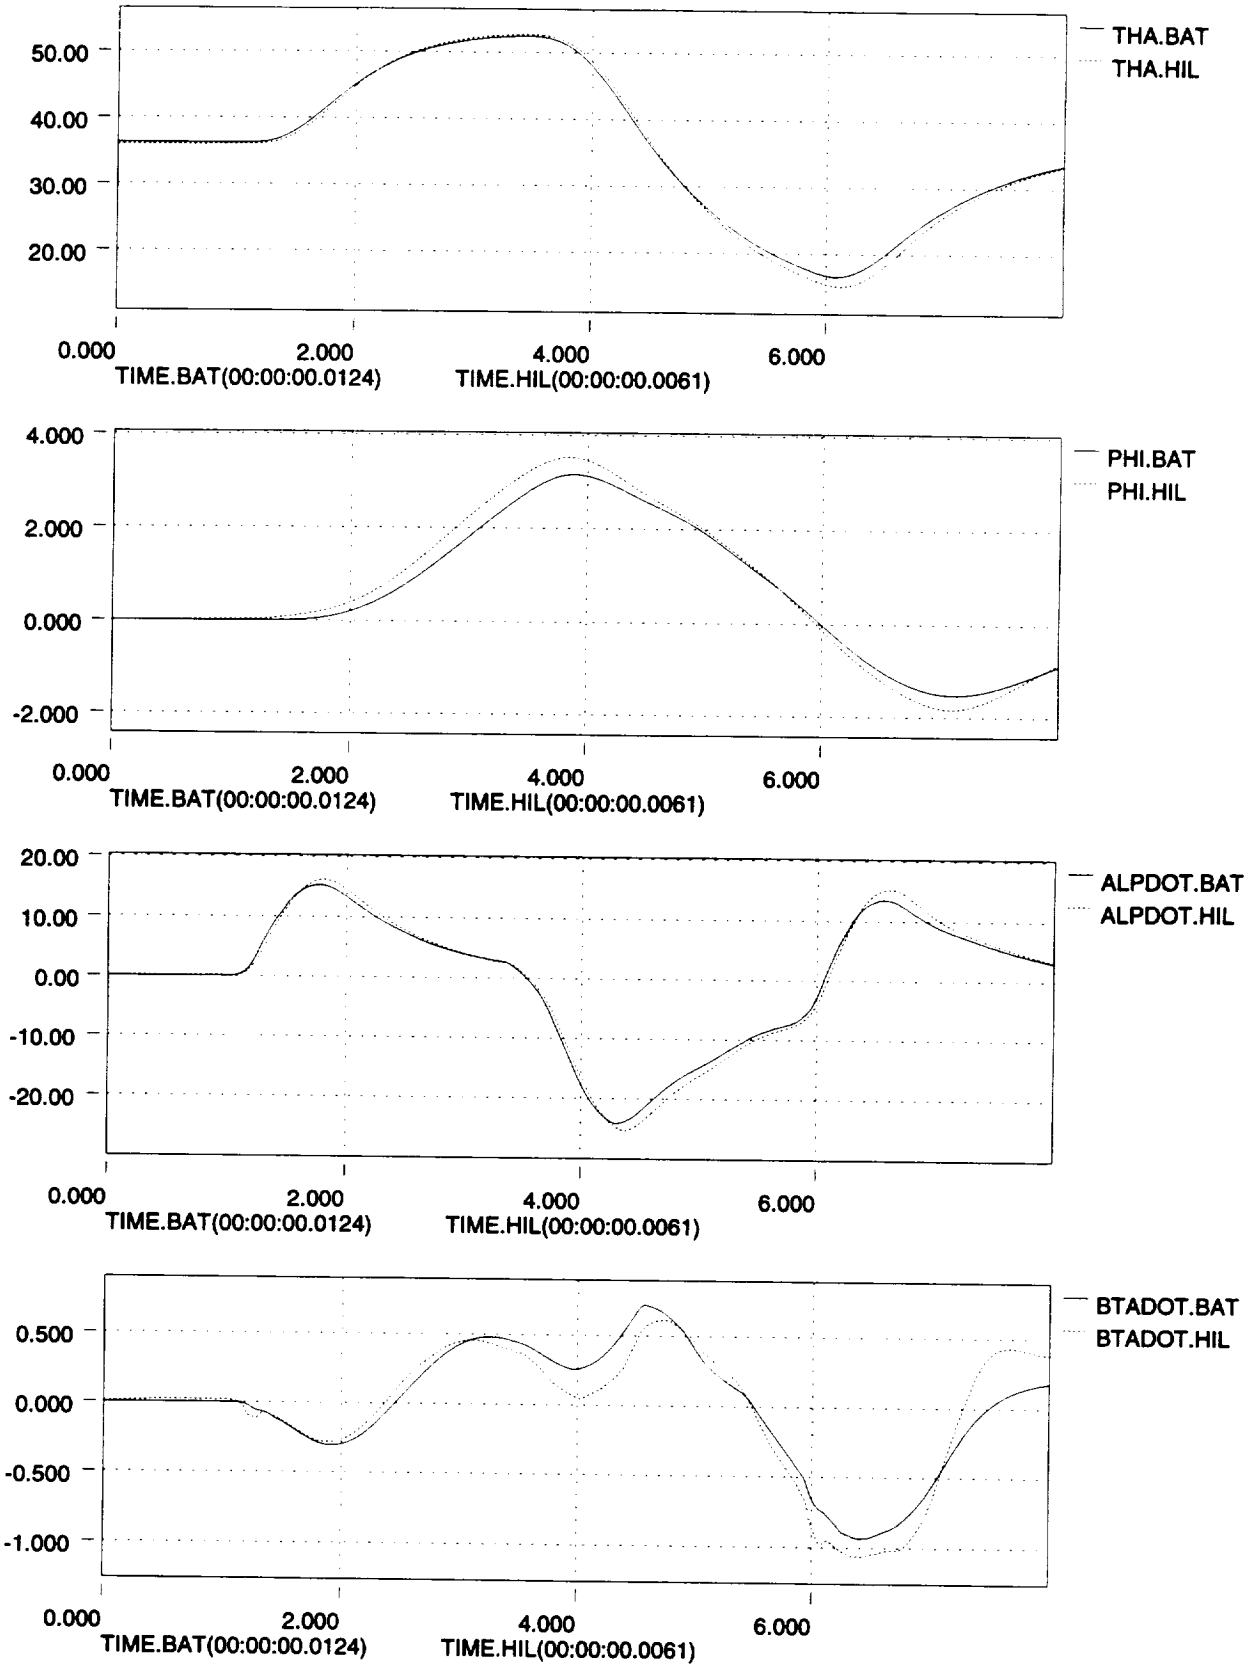 50.00
40.00
30.00
20.00
THA.BAT
THA.HIL
0.000 2.000 4.000 6.000
TIME.BAT(00:00:00.0124) TIME.HIL(00:00:00.0061)
4.000
2.000
0.000
-2.000
PHI.BAT
PHI.HIL
0.000 2.000 4.000 6.000
TIME.BAT(00:00:00.0124) TIME.HIL(00:00:00.0061)
20.00
10.00
0.00
-10.00
-20.00
ALPDOT.BAT
ALPDOT.HIL
0.000 2.000 4.000 6.000
TIME.BAT(00:00:00.0124) TIME.HIL(00:00:00.0061)
0.500
0.000
-0.500
-1.000
BTADOT.BAT
BTADOT.HIL
0.000 2.000 4.000 6.000
TIME.BAT(00:00:00.0124) TIME.HIL(00:00:00.0061)